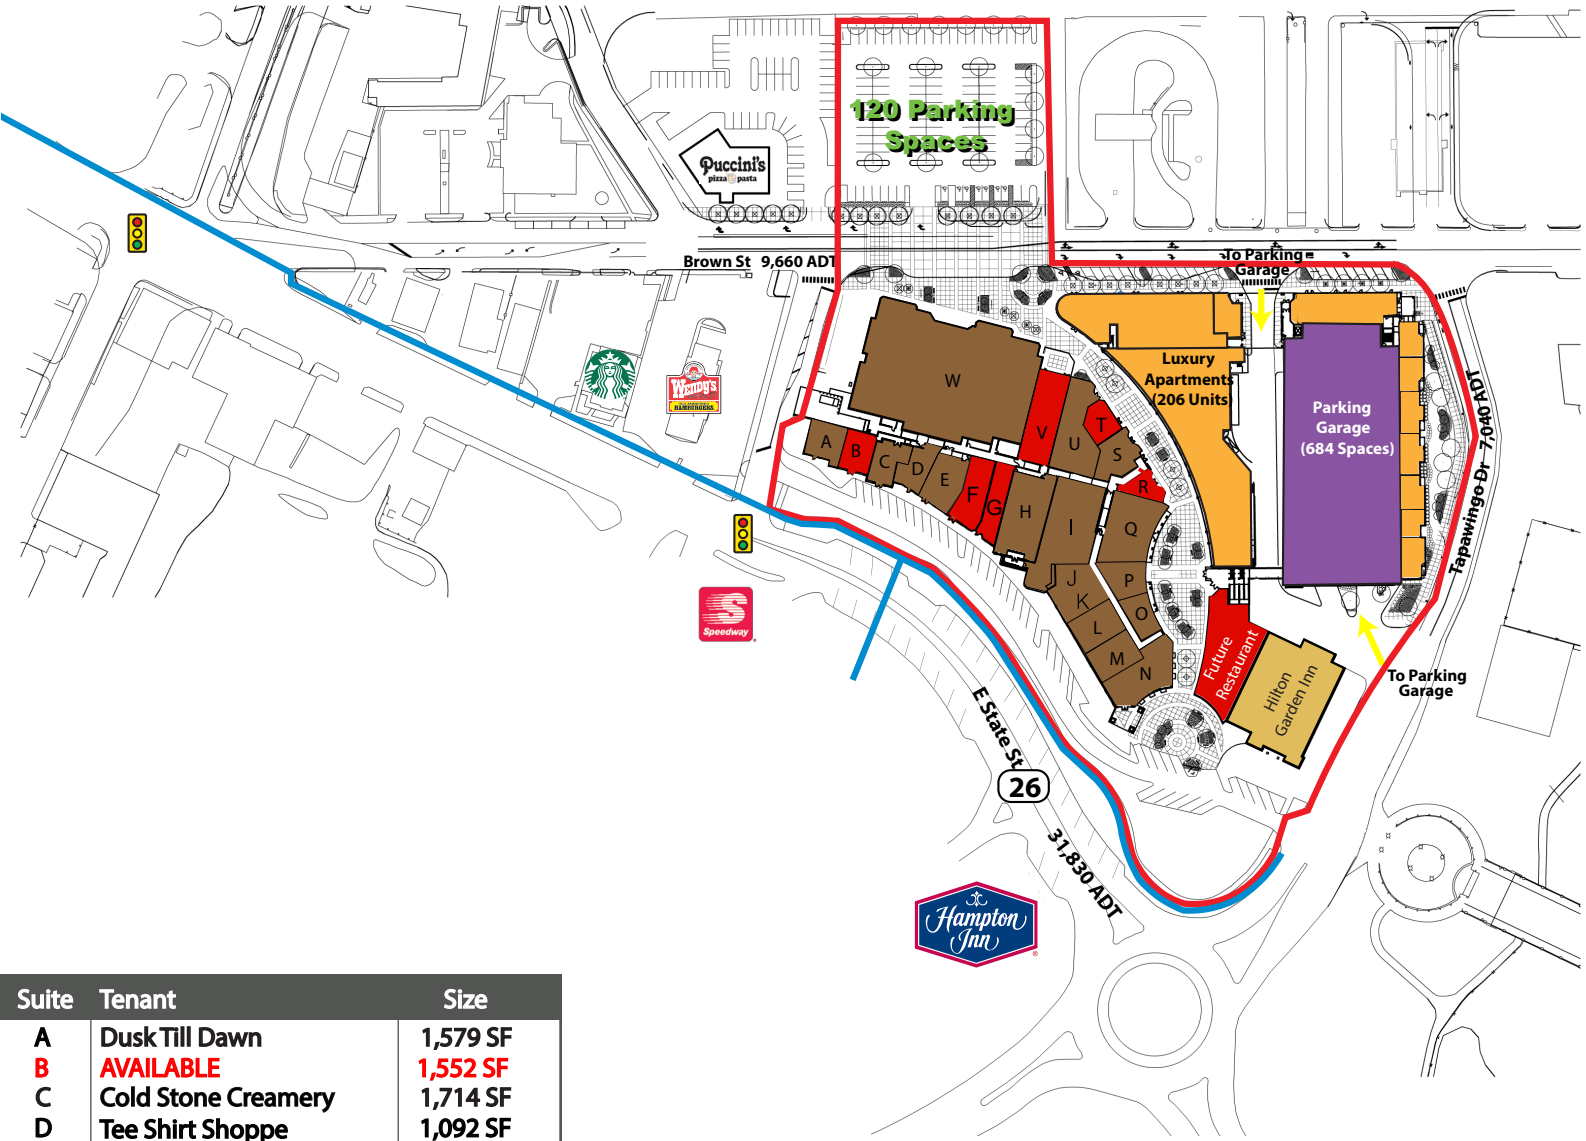 120 Parking
Spaces
Puccini's
pizza pasta
Brown St 9,660 ADT
To Parking
Garage
Luxury
Apartments
(206 Units)
Parking
Garage
(684 Spaces)
Tapawingo Dr 7,040 ADT
WENDY'S
OLD FASHIONED
HAMBURGERS
W
V
U
T
S
R
A
B
C
D
E
F
G
H
I
Q
J
P
K
O
L
M
N
Future
Restaurant
Hilton
Garden Inn
To Parking
Garage
Speedway
E State St
26
31,830 ADT
Hampton
Inn
Suite Tenant Size
A Dusk Till Dawn 1,579 SF
B AVAILABLE 1,552 SF
C Cold Stone Creamery 1,714 SF
D Tee Shirt Shoppe 1,092 SF